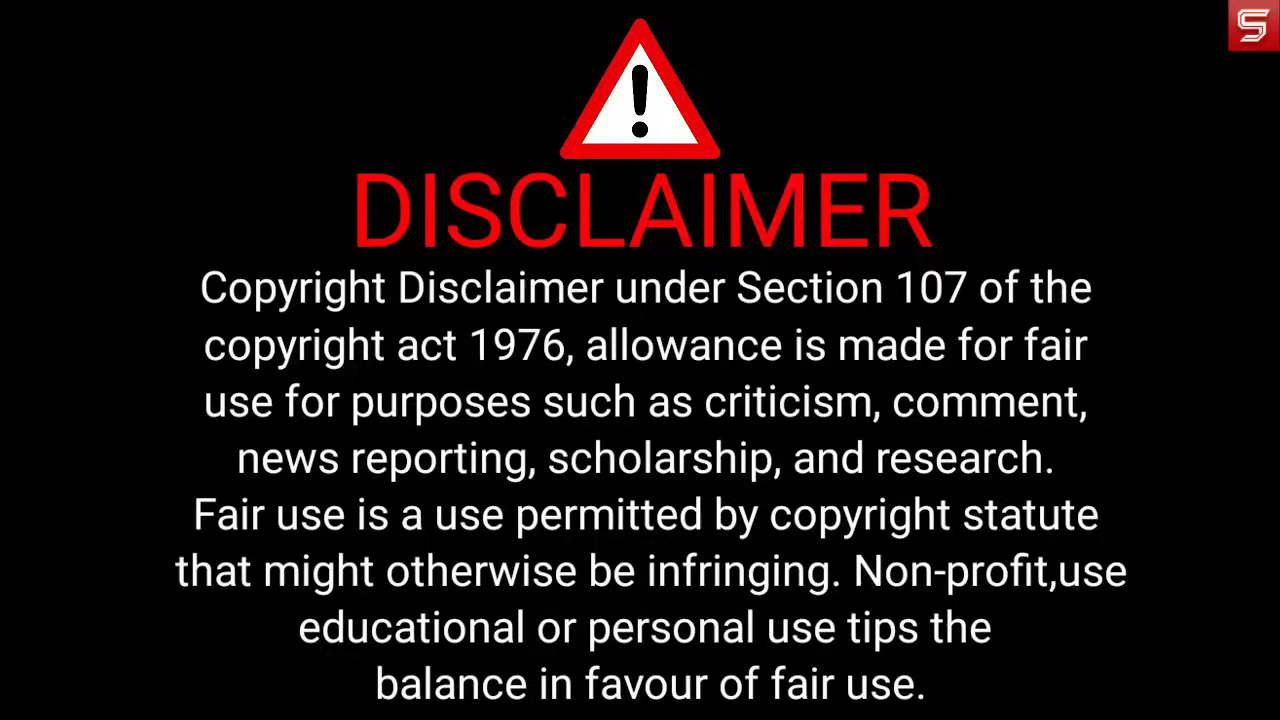 S
DISCLAIMER
Copyright Disclaimer under Section 107 of the
copyright act 1976, allowance is made for fair
use for purposes such as criticism, comment,
news reporting, scholarship, and research.
Fair use is a use permitted by copyright statute
that might otherwise be infringing. Non-profit,use
educational or personal use tips the
balance in favour of fair use.